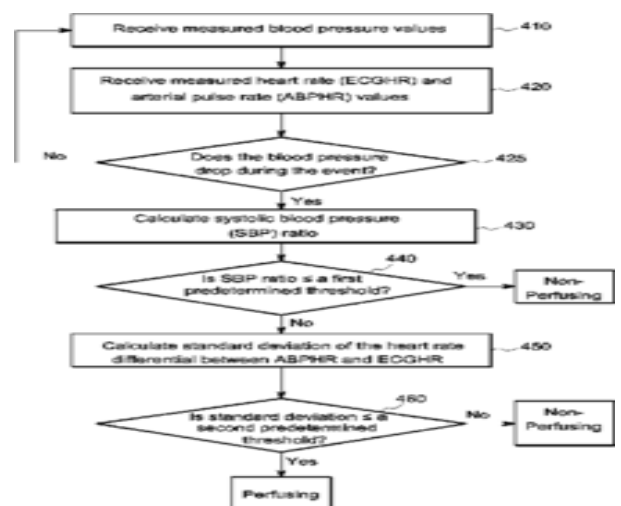 Receive measured blood pressure values
410
Receive measured heart rate (ECGHR) and
arterial pulse rate (ABPHR) values
420
Does the blood pressure
drop during the event?
425
No
Yes
Calculate systolic blood pressure
(SBP) ratio
430
440
Is SBP ratio ≤ a first
predetermined threshold?
Yes
Non-
Perfusing
No
Calculate standard deviation of the heart rate
differential between ABPHR and ECGHR
450
460
Is standard deviation ≤ a
second predetermined
threshold?
No
Non-
Perfusing
Yes
Perfusing